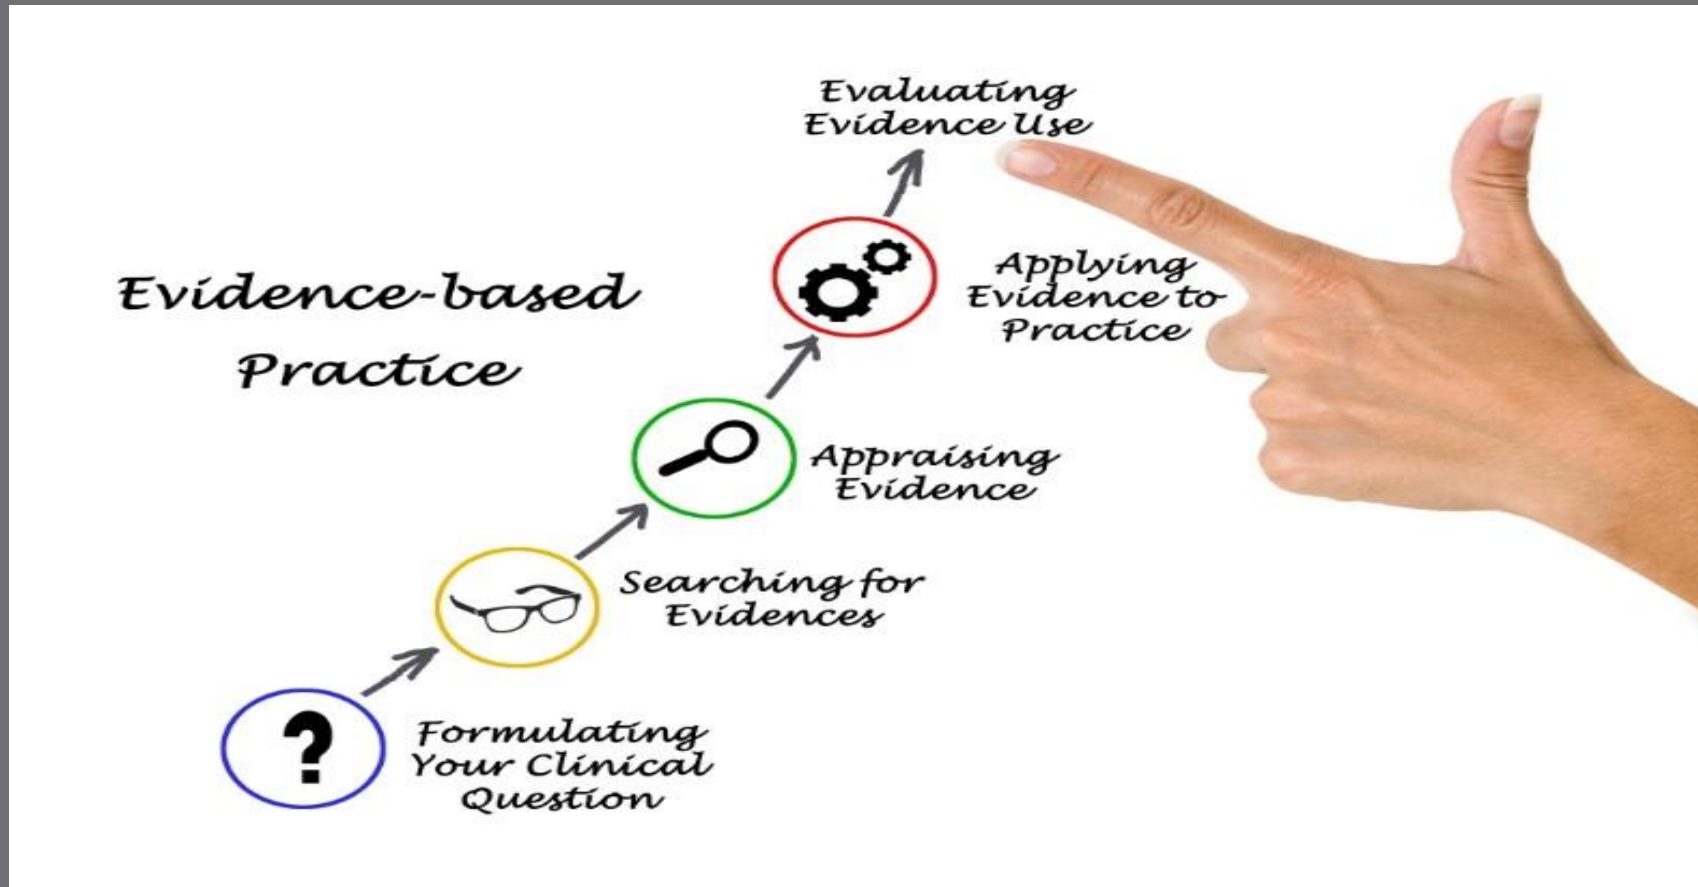 Evaluating
Evidence Use
Evidence-based
Practice
Applying
Evidence to
Practice
Appraising
Evidence
Searching for
Evidences
?
Formulating
Your Clinical
Question